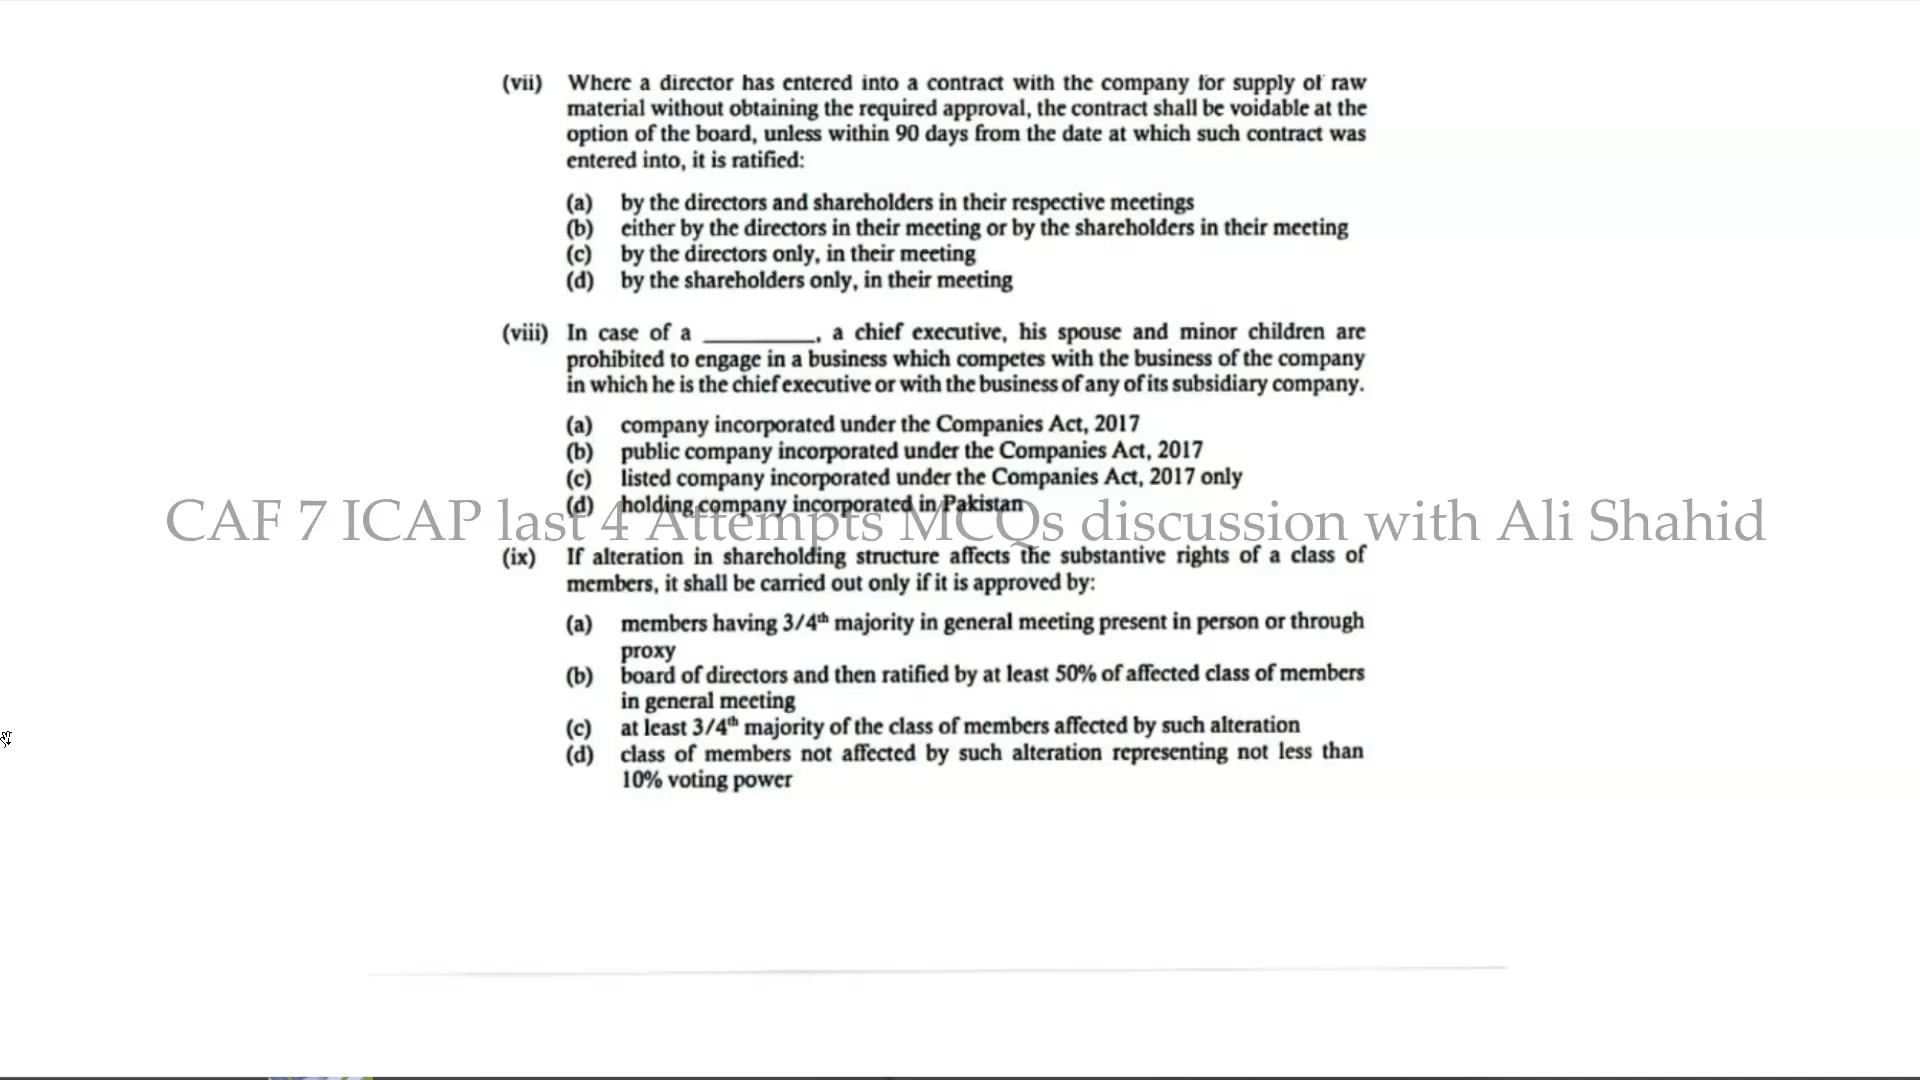 (vii) Where a director has entered into a contract with the company for supply of raw
material without obtaining the required approval, the contract shall be voidable at the
option of the board, unless within 90 days from the date at which such contract was
entered into, it is ratified:
(a) by the directors and shareholders in their respective meetings
(b) either by the directors in their meeting or by the shareholders in their meeting
(c) by the directors only, in their meeting
(d) by the shareholders only, in their meeting
(viii) In case of a __________, a chief executive, his spouse and minor children are
prohibited to engage in a business which competes with the business of the company
in which he is the chief executive or with the business of any of its subsidiary company.
(a) company incorporated under the Companies Act, 2017
(b) public company incorporated under the Companies Act, 2017
(c) listed company incorporated under the Companies Act, 2017 only
(d) holding company incorporated in Pakistan
CAF 7 ICAP last 4 Attempts MCQs discussion with Ali Shahid
(ix) If alteration in shareholding structure affects the substantive rights of a class of
members, it shall be carried out only if it is approved by:
(a) members having 3/4th majority in general meeting present in person or through
proxy
(b) board of directors and then ratified by at least 50% of affected class of members
in general meeting
(c) at least 3/4th majority of the class of members affected by such alteration
(d) class of members not affected by such alteration representing not less than
10% voting power